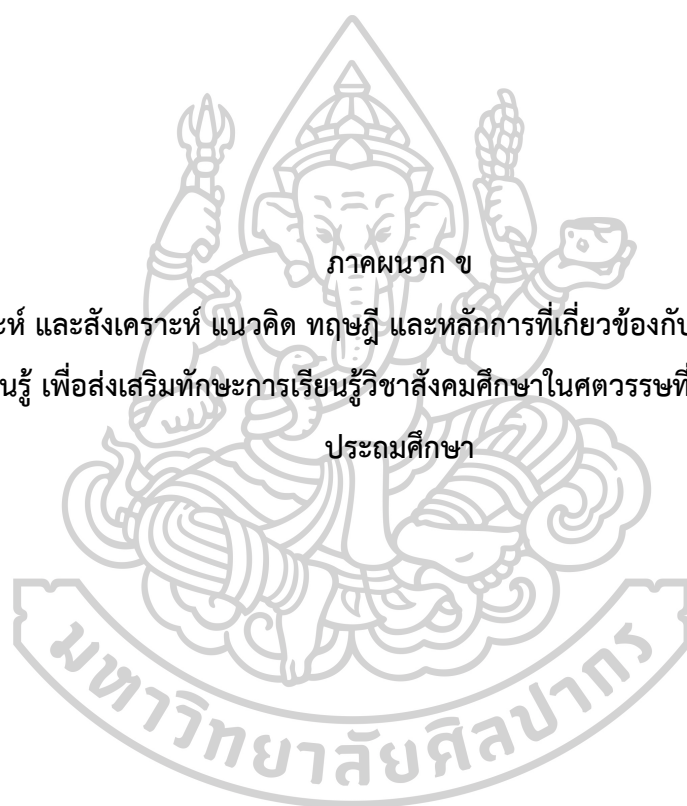 ภาคผนวก ข
ะห์ และสังเคราะห์ แนวคิด ทฤษฎี และหลักการที่เกี่ยวข้องกับ
นรู้ เพื่อส่งเสริมทักษะการเรียนรู้วิชาสังคมศึกษาในศตวรรษที่
ประถมศึกษา
มหาวิทยาลัยศิลปากร